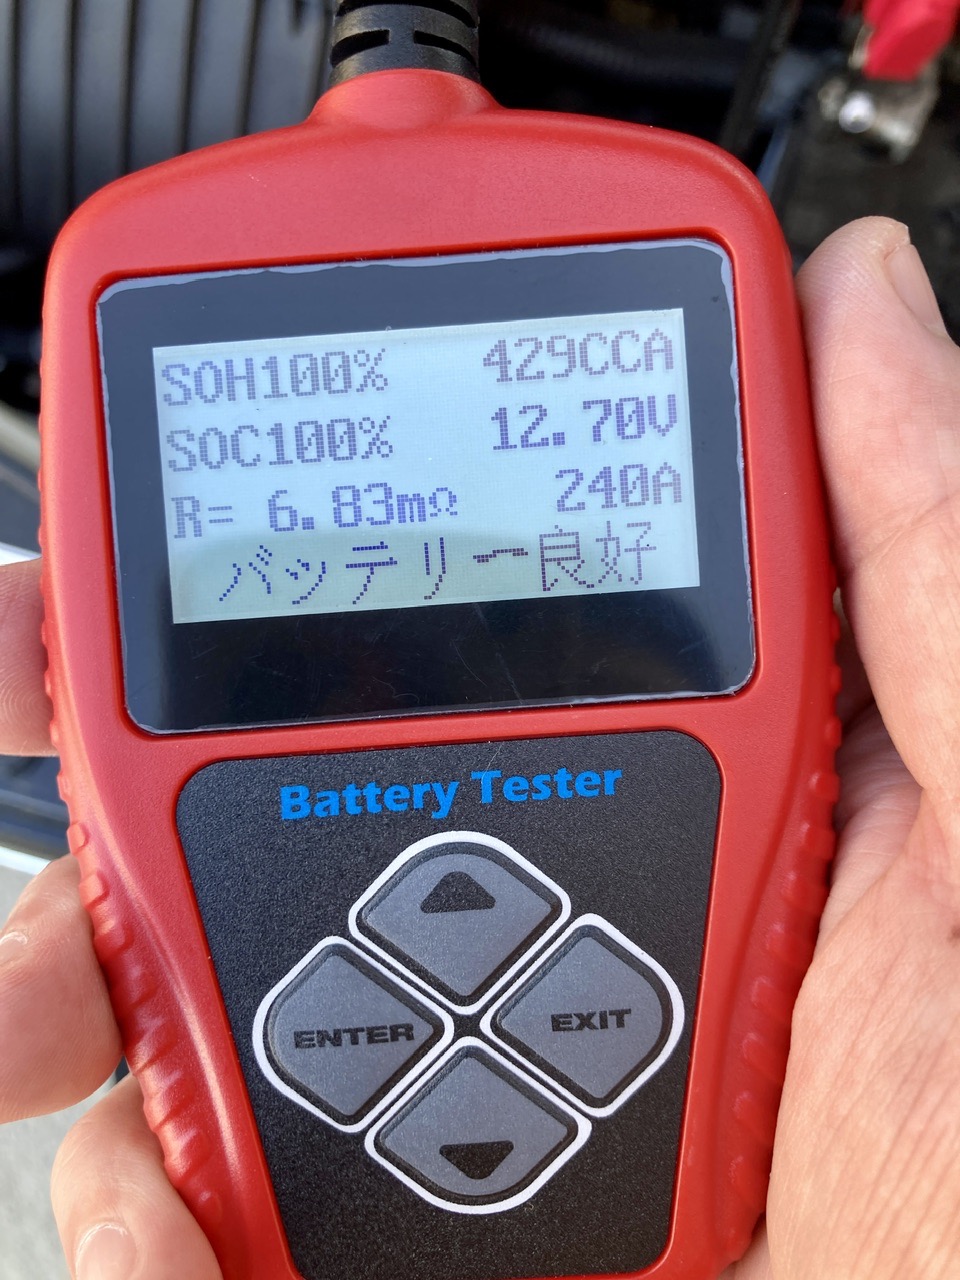 SOH100% 429CCA
SOC100% 12.70V
R= 6.83mΩ 240A
バッテリー良好
Battery Tester
ENTER
EXIT